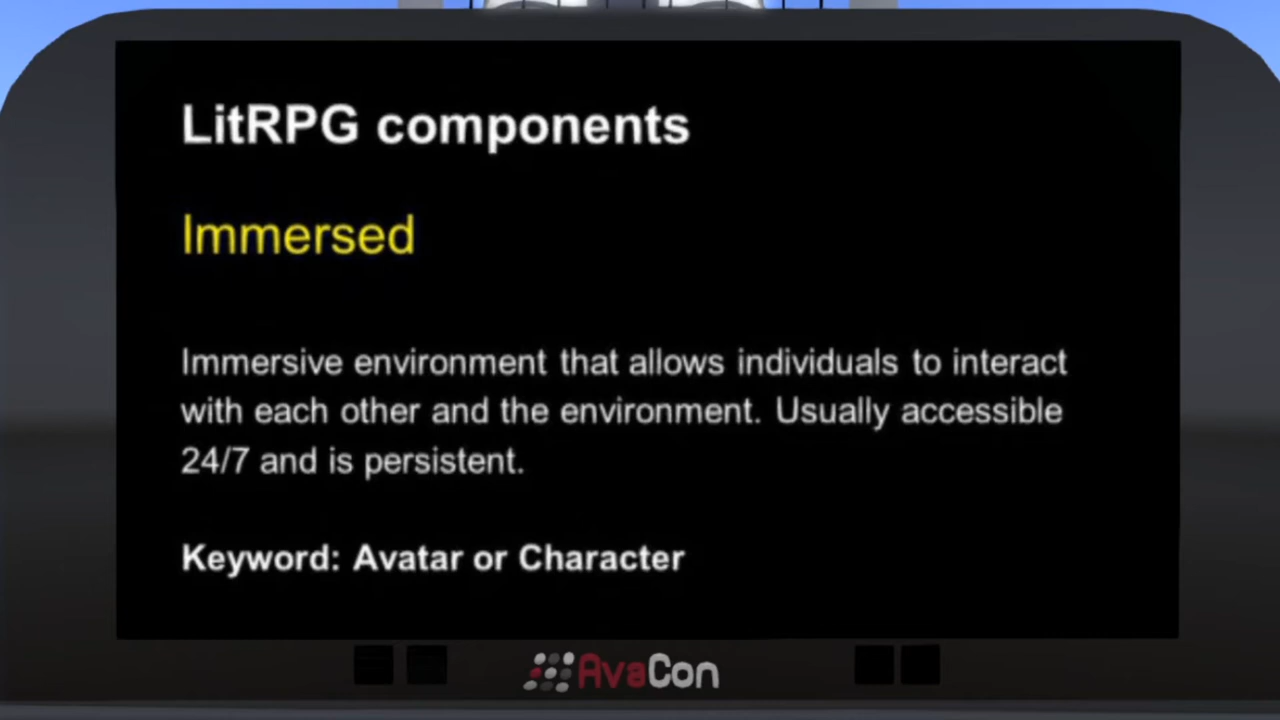 LitRPG components
Immersed
Immersive environment that allows individuals to interact
with each other and the environment. Usually accessible
24/7 and is persistent.
Keyword: Avatar or Character
AvaCon